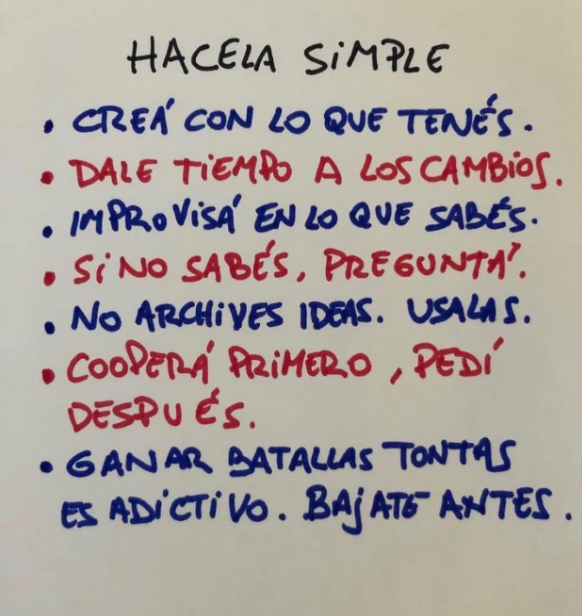 HACELA SIMPLE
• CREÁ CON LO QUE TENÉS.
• DALE TIEMPO A LOS CAMBIOS.
• IMPROVISÁ EN LO QUE SABÉS.
• SI NO SABÉS, PREGUNTÁ.
• NO ARCHIVES IDEAS. USALAS.
• COOPERÁ PRIMERO, PEDÍ
DESPUÉS.
• GANAR BATALLAS TONTAS
ES ADICTIVO. BAJATE ANTES.